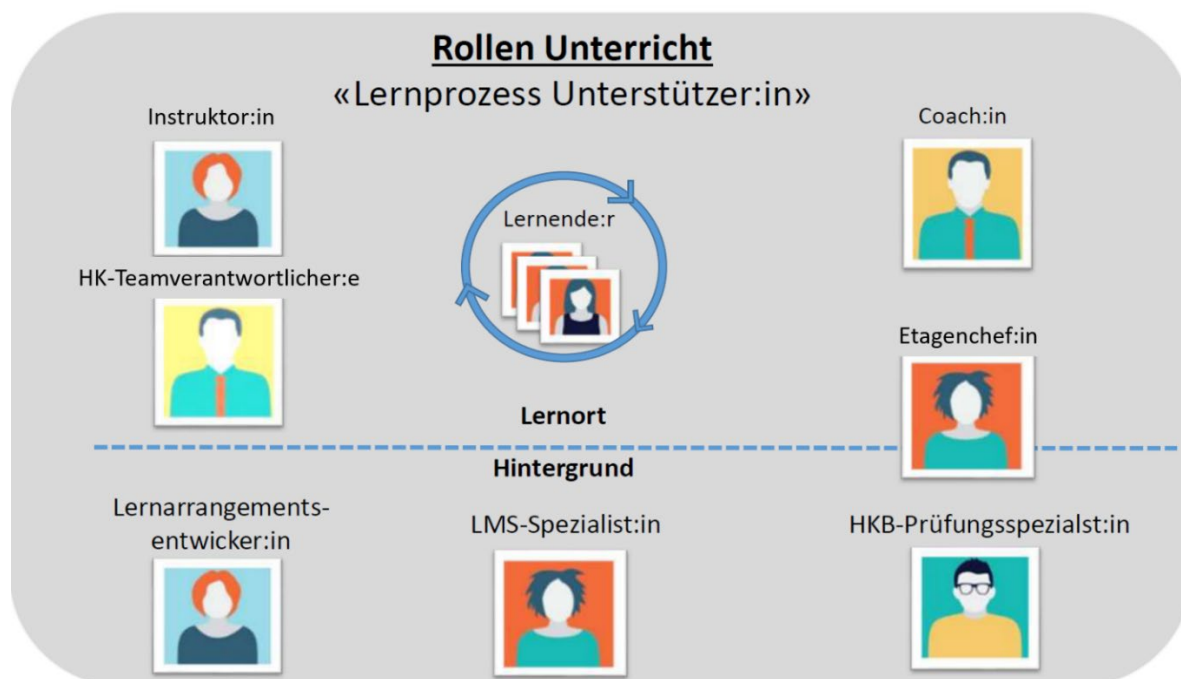 Rollen Unterricht
«Lernprozess Unterstützer:in»
Instruktor:in
Coach:in
Lernende:r
HK-Teamverantwortlicher:e
Etagenchef:in
Lernort
Hintergrund
Lernarrangements-
entwicker:in
LMS-Spezialist:in
HKB-Prüfungsspezialst:in